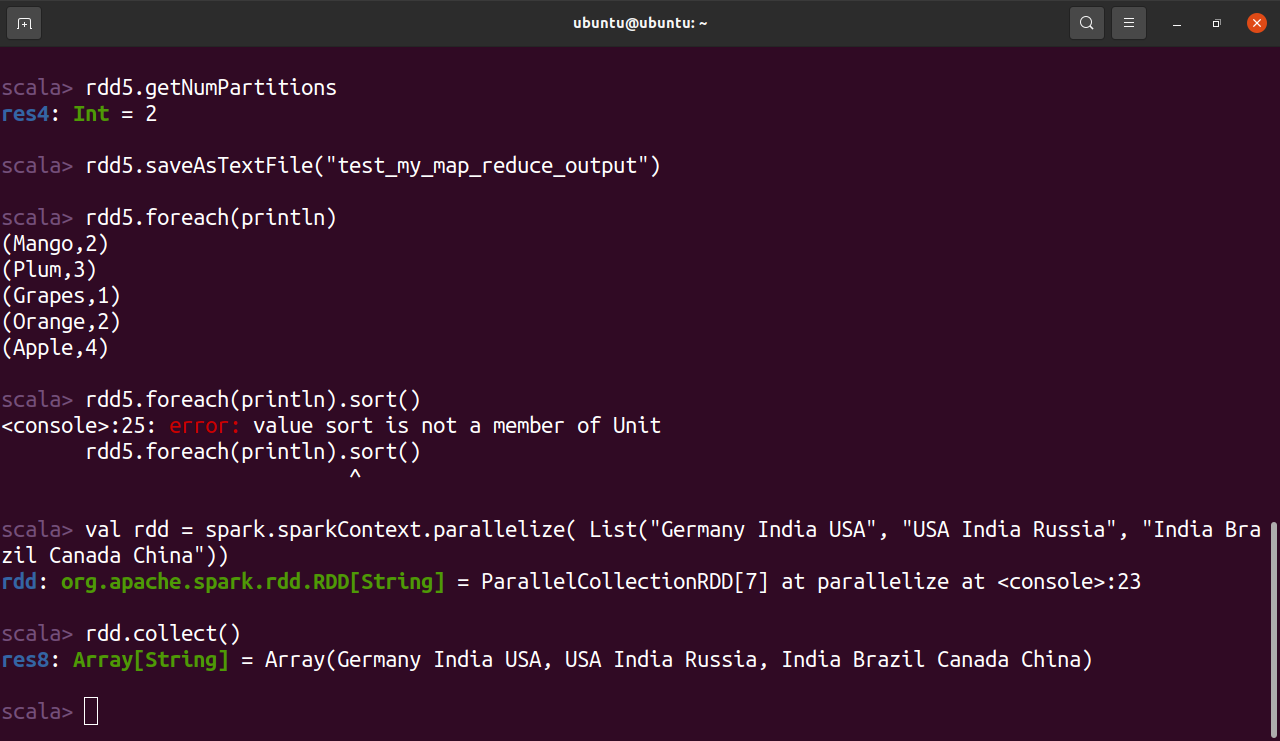 ubuntu@ubuntu: ~
scala> rdd5.getNumPartitions
res4: Int = 2
scala> rdd5.saveAsTextFile("test_my_map_reduce_output")
scala> rdd5.foreach(println)
(Mango,2)
(Plum,3)
(Grapes,1)
(Orange,2)
(Apple,4)
scala> rdd5.foreach(println).sort()
<console>:25: error: value sort is not a member of Unit
       rdd5.foreach(println).sort()
                             ^
scala> val rdd = spark.sparkContext.parallelize( List("Germany India USA", "USA India Russia", "India Bra
zil Canada China"))
rdd: org.apache.spark.rdd.RDD[String] = ParallelCollectionRDD[7] at parallelize at <console>:23
scala> rdd.collect()
res8: Array[String] = Array(Germany India USA, USA India Russia, India Brazil Canada China)
scala>